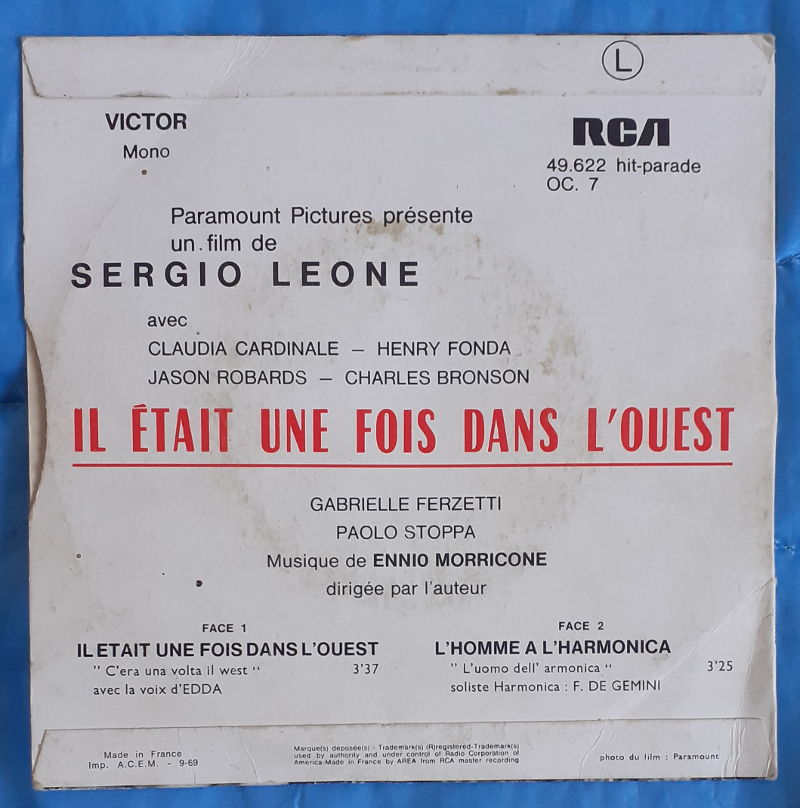 L
VICTOR
Mono
RCA
49.622 hit-parade
OC. 7
Paramount Pictures présente
un film de
SERGIO LEONE
avec
CLAUDIA CARDINALE – HENRY FONDA
JASON ROBARDS – CHARLES BRONSON
IL ÉTAIT UNE FOIS DANS L'OUEST
GABRIELLE FERZETTI
PAOLO STOPPA
Musique de ENNIO MORRICONE
dirigée par l'auteur
FACE 1
IL ETAIT UNE FOIS DANS L'OUEST
" C'era una volta il west " 3'37
avec la voix d'EDDA
FACE 2
L'HOMME A L'HARMONICA
" L'uomo dell' armonica " 3'25
soliste Harmonica : F. DE GEMINI
Made in France
Imp. A.C.E.M. - 9-69
Marque(s) déposée(s) - Trademark(s) (R)registered-Trademark(s)
used by authority and under control of Radio Corporation of
America-Made in France by AREA from RCA master recording
photo du film : Paramount